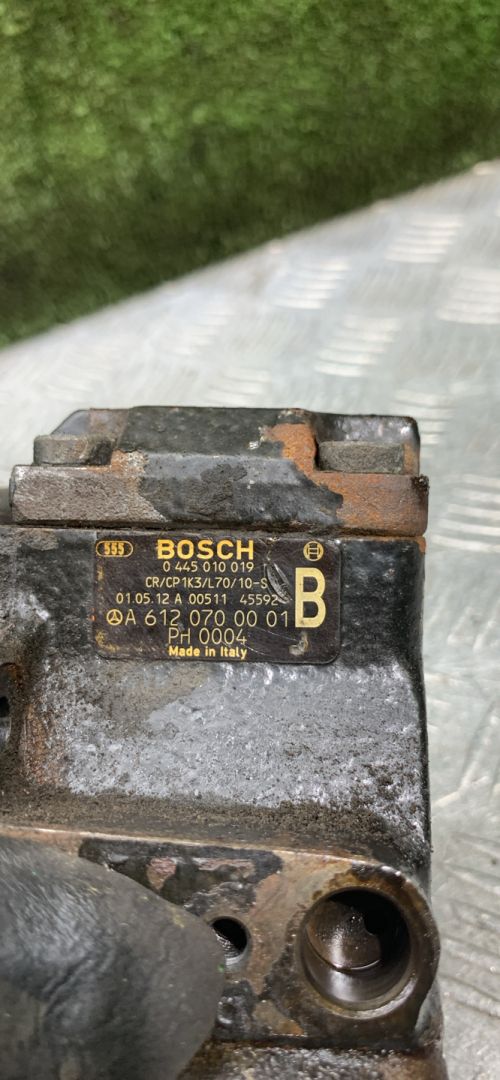 555 BOSCH
0 445 010 019
CR/CP1K3/L70/10-S
01.05.12 A 00511 45592
B
A 612 070 00 01
PH 0004
Made in Italy